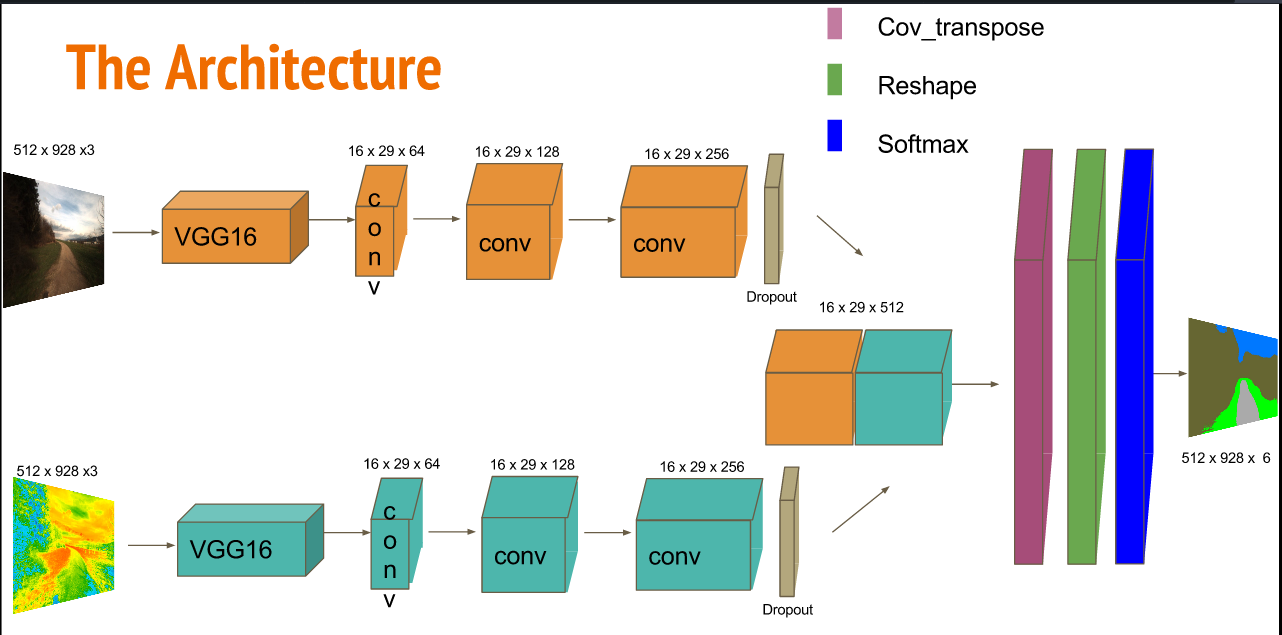 The Architecture
Cov_transpose
Reshape
Softmax
512 x 928 x3
VGG16
16 x 29 x 64
conv
16 x 29 x 128
conv
16 x 29 x 256
conv
Dropout
16 x 29 x 512
512 x 928 x3
VGG16
16 x 29 x 64
conv
16 x 29 x 128
conv
16 x 29 x 256
conv
Dropout
512 x 928 x 6